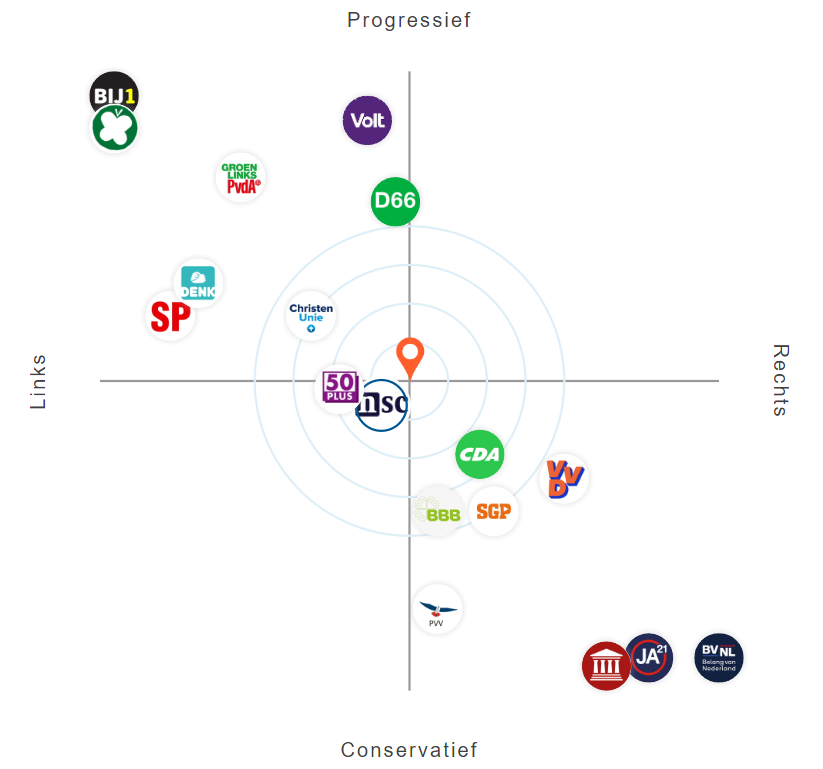 Progressief
BIJ1
Volt
GROEN
LINKS
PvdA
D66
DENK
SP
Christen
Unie
Links
Rechts
50
PLUS
nsc
CDA
VVD
BBB
SGP
PVV
JA21
BVNL
Belang van
Nederland
Conservatief